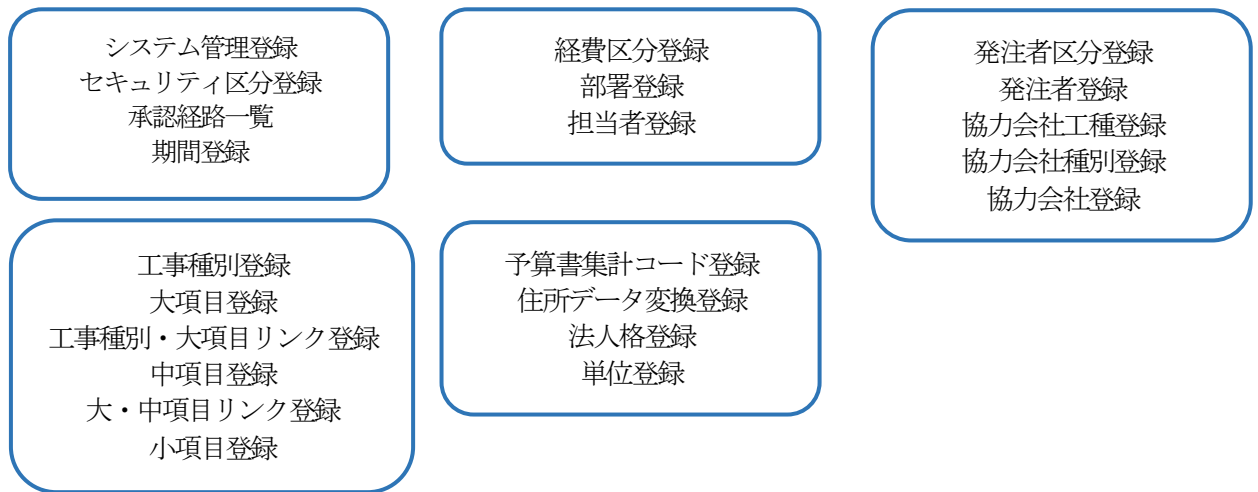 システム管理登録
セキュリティ区分登録
承認経路一覧
期間登録
経費区分登録
部署登録
担当者登録
発注者区分登録
発注者登録
協力会社工種登録
協力会社種別登録
協力会社登録
工事種別登録
大項目登録
工事種別・大項目リンク登録
中項目登録
大・中項目リンク登録
小項目登録
予算書集計コード登録
住所データ変換登録
法人格登録
単位登録